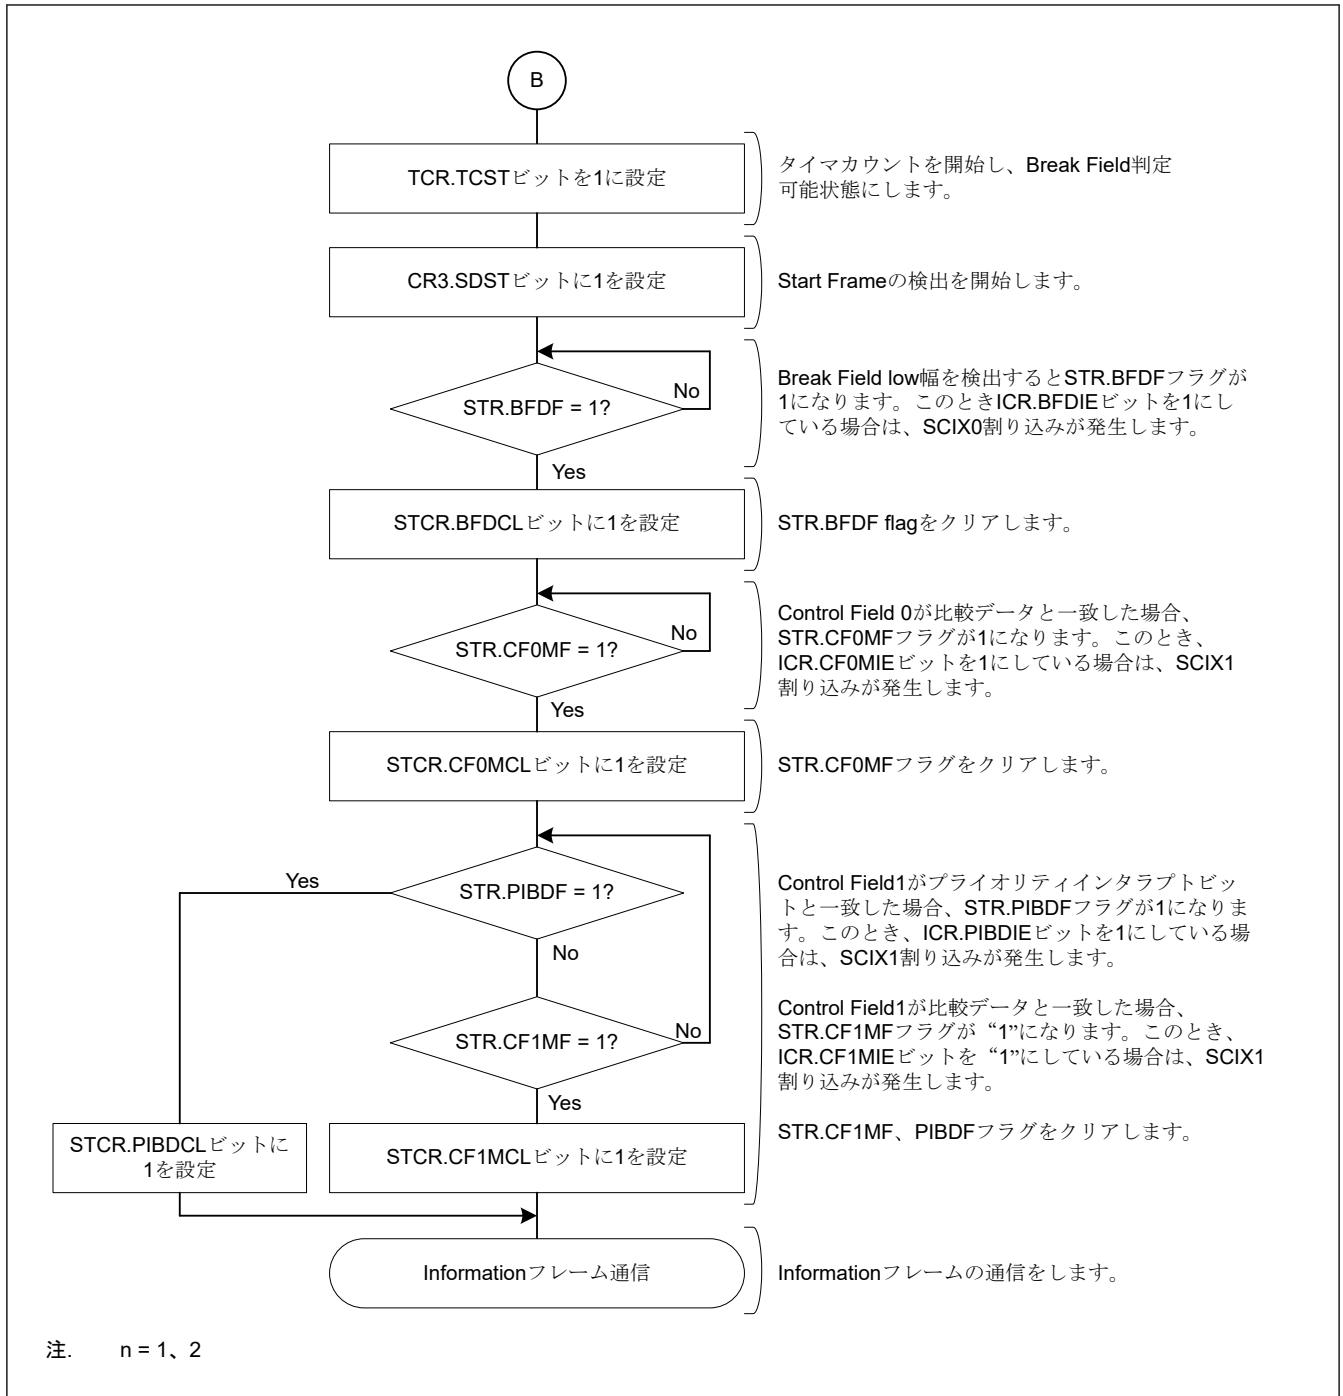 B
TCR.TCSTビットを1に設定
タイマカウントを開始し、Break Field判定
可能状態にします。
CR3.SDSTビットに1を設定
Start Frameの検出を開始します。
No
STR.BFDF = 1?
Break Field low幅を検出するとSTR.BFDFフラグが
1になります。このときICR.BFDIEビットを1にし
ている場合は、SCIX0割り込みが発生します。
Yes
STCR.BFDCLビットに1を設定
STR.BFDF flagをクリアします。
No
STR.CF0MF = 1?
Control Field 0が比較データと一致した場合、
STR.CF0MFフラグが1になります。このとき、
ICR.CF0MIEビットを1にしている場合は、SCIX1
割り込みが発生します。
Yes
STCR.CF0MCLビットに1を設定
STR.CF0MFフラグをクリアします。
Yes
STR.PIBDF = 1?
Control Field1がプライオリティインタラプトビッ
トと一致した場合、STR.PIBDFフラグが1になりま
す。このとき、ICR.PIBDIEビットを1にしている場
合は、SCIX1割り込みが発生します。
No
STR.CF1MF = 1?
No
Control Field1が比較データと一致した場合、
STR.CF1MFフラグが“1”になります。このとき、
ICR.CF1MIEビットを“1”にしている場合は、SCIX1
割り込みが発生します。
Yes
STCR.PIBDCLビットに
1を設定
STCR.CF1MCLビットに1を設定
STR.CF1MF、PIBDFフラグをクリアします。
Informationフレーム通信
Informationフレームの通信をします。
注. n = 1、2